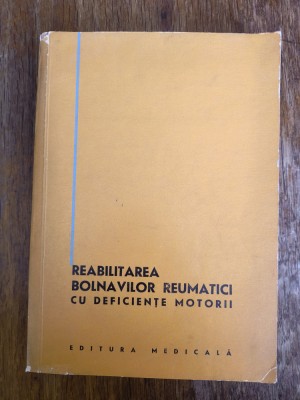 REABILITAREA
BOLNAVILOR REUMATICI
CU DEFICIENȚE MOTORII
EDITURA MEDICALĂ